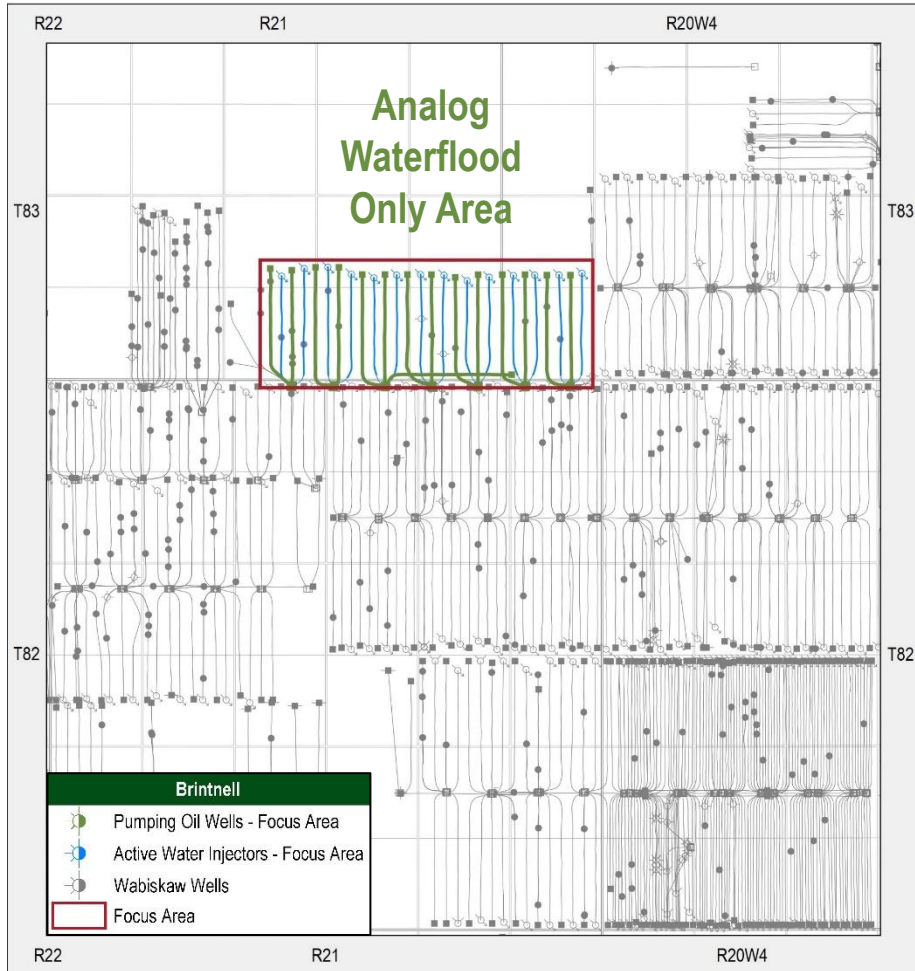 R22 R21 R20W4
Analog
Waterflood
Only Area
T83 T83
T82 T82
Brintnell
Pumping Oil Wells - Focus Area
Active Water Injectors - Focus Area
Wabiskaw Wells
Focus Area
R22 R21 R20W4